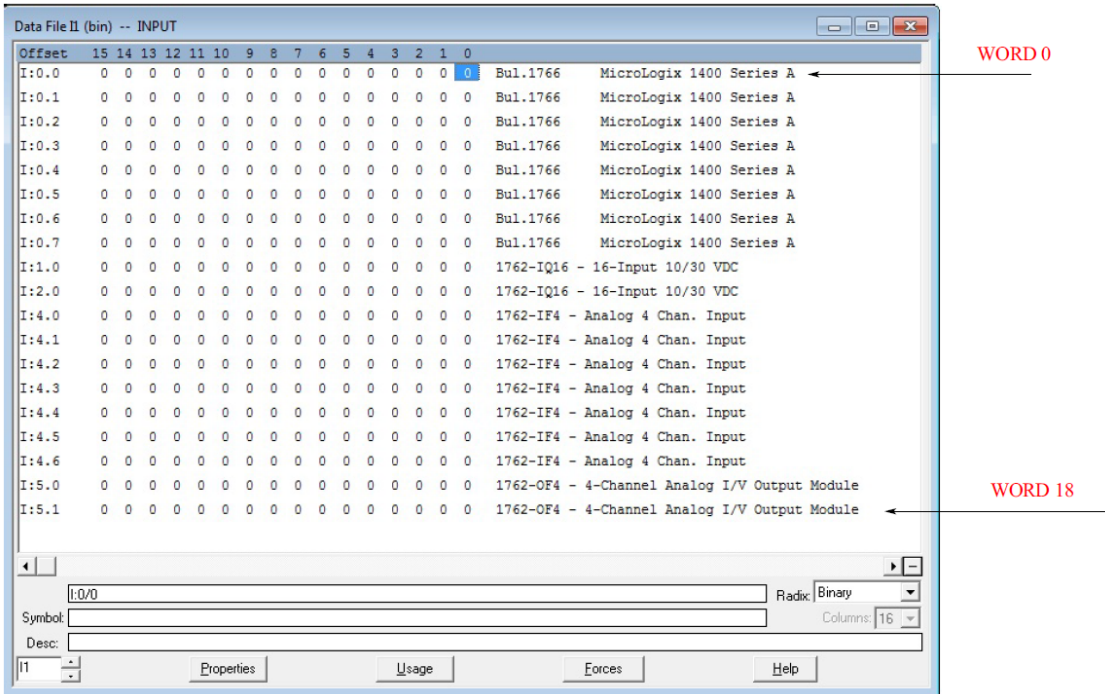 Data File I1 (bin) -- INPUT
Offset 15 14 13 12 11 10 9 8 7 6 5 4 3 2 1 0
WORD 0
I:0.0 0 0 0 0 0 0 0 0 0 0 0 0 0 0 0 0 Bul.1766 MicroLogix 1400 Series A
I:0.1 0 0 0 0 0 0 0 0 0 0 0 0 0 0 0 0 Bul.1766 MicroLogix 1400 Series A
I:0.2 0 0 0 0 0 0 0 0 0 0 0 0 0 0 0 0 Bul.1766 MicroLogix 1400 Series A
I:0.3 0 0 0 0 0 0 0 0 0 0 0 0 0 0 0 0 Bul.1766 MicroLogix 1400 Series A
I:0.4 0 0 0 0 0 0 0 0 0 0 0 0 0 0 0 0 Bul.1766 MicroLogix 1400 Series A
I:0.5 0 0 0 0 0 0 0 0 0 0 0 0 0 0 0 0 Bul.1766 MicroLogix 1400 Series A
I:0.6 0 0 0 0 0 0 0 0 0 0 0 0 0 0 0 0 Bul.1766 MicroLogix 1400 Series A
I:0.7 0 0 0 0 0 0 0 0 0 0 0 0 0 0 0 0 Bul.1766 MicroLogix 1400 Series A
I:1.0 0 0 0 0 0 0 0 0 0 0 0 0 0 0 0 0 1762-IQ16 - 16-Input 10/30 VDC
I:2.0 0 0 0 0 0 0 0 0 0 0 0 0 0 0 0 0 1762-IQ16 - 16-Input 10/30 VDC
I:4.0 0 0 0 0 0 0 0 0 0 0 0 0 0 0 0 0 1762-IF4 - Analog 4 Chan. Input
I:4.1 0 0 0 0 0 0 0 0 0 0 0 0 0 0 0 0 1762-IF4 - Analog 4 Chan. Input
I:4.2 0 0 0 0 0 0 0 0 0 0 0 0 0 0 0 0 1762-IF4 - Analog 4 Chan. Input
I:4.3 0 0 0 0 0 0 0 0 0 0 0 0 0 0 0 0 1762-IF4 - Analog 4 Chan. Input
I:4.4 0 0 0 0 0 0 0 0 0 0 0 0 0 0 0 0 1762-IF4 - Analog 4 Chan. Input
I:4.5 0 0 0 0 0 0 0 0 0 0 0 0 0 0 0 0 1762-IF4 - Analog 4 Chan. Input
I:4.6 0 0 0 0 0 0 0 0 0 0 0 0 0 0 0 0 1762-IF4 - Analog 4 Chan. Input
I:5.0 0 0 0 0 0 0 0 0 0 0 0 0 0 0 0 0 1762-OF4 - 4-Channel Analog I/V Output Module
WORD 18
I:5.1 0 0 0 0 0 0 0 0 0 0 0 0 0 0 0 0 1762-OF4 - 4-Channel Analog I/V Output Module
I:0/0 Radix: Binary
Symbol: Columns: 16
Desc:
I1 Properties Usage Forces Help